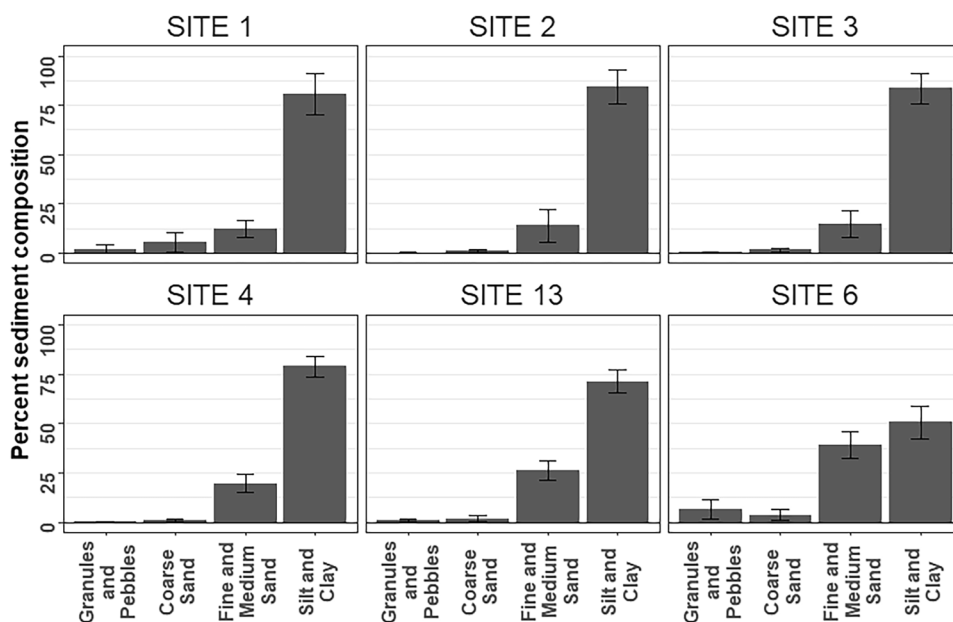 SITE 1
SITE 2
SITE 3
Percent sediment composition
100
75
50
25
0
SITE 4
SITE 13
SITE 6
100
75
50
25
0
Granules
and
Pebbles
Coarse
Sand
Fine and
Medium
Sand
Silt and
Clay
Granules
and
Pebbles
Coarse
Sand
Fine and
Medium
Sand
Silt and
Clay
Granules
and
Pebbles
Coarse
Sand
Fine and
Medium
Sand
Silt and
Clay